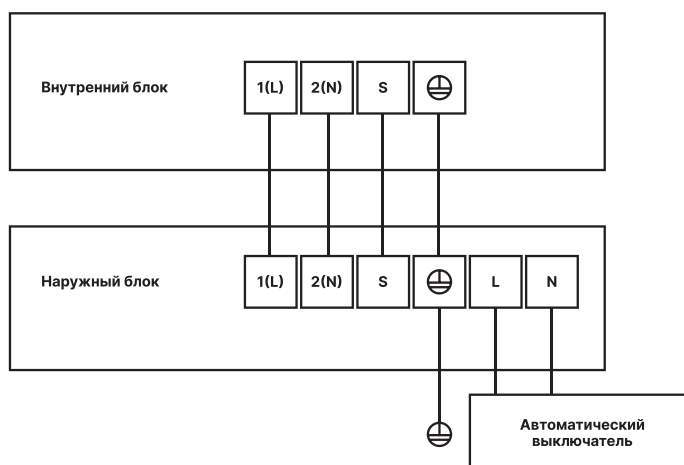 Внутренний блок
1(L) 2(N) S
Наружный блок
1(L) 2(N) S L N
Автоматический
выключатель